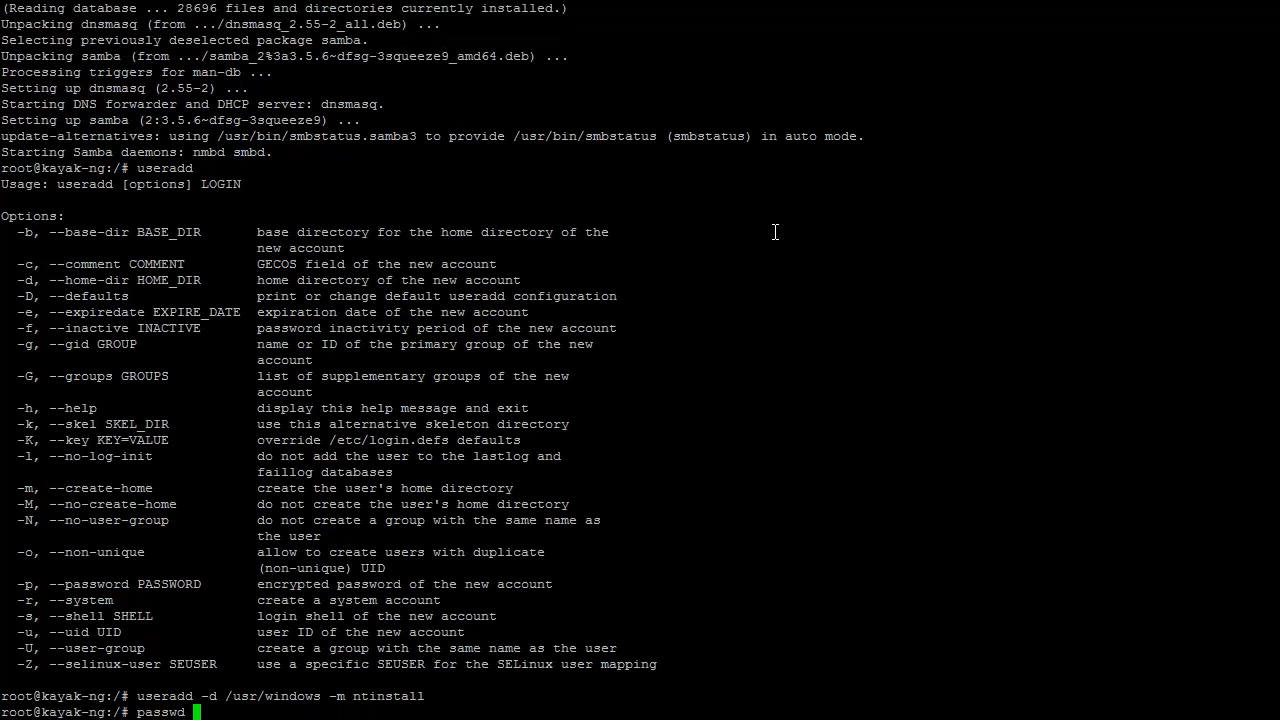 (Reading database ... 28696 files and directories currently installed.)
Unpacking dnsmasq (from .../dnsmasq_2.55-2_all.deb) ...
Selecting previously deselected package samba.
Unpacking samba (from .../samba_2%3a3.5.6~dfsg-3squeeze9_amd64.deb) ...
Processing triggers for man-db ...
Setting up dnsmasq (2.55-2) ...
Starting DNS forwarder and DHCP server: dnsmasq.
Setting up samba (2:3.5.6~dfsg-3squeeze9) ...
update-alternatives: using /usr/bin/smbstatus.samba3 to provide /usr/bin/smbstatus (smbstatus) in auto mode.
Starting Samba daemons: nmbd smbd.
root@kayak-ng:/# useradd
Usage: useradd [options] LOGIN

Options:
  -b, --base-dir BASE_DIR       base directory for the home directory of the
                                new account
  -c, --comment COMMENT         GECOS field of the new account
  -d, --home-dir HOME_DIR       home directory of the new account
  -D, --defaults                print or change default useradd configuration
  -e, --expiredate EXPIRE_DATE  expiration date of the new account
  -f, --inactive INACTIVE       password inactivity period of the new account
  -g, --gid GROUP               name or ID of the primary group of the new
                                account
  -G, --groups GROUPS           list of supplementary groups of the new
                                account
  -h, --help                    display this help message and exit
  -k, --skel SKEL_DIR           use this alternative skeleton directory
  -K, --key KEY=VALUE           override /etc/login.defs defaults
  -l, --no-log-init             do not add the user to the lastlog and
                                faillog databases
  -m, --create-home             create the user's home directory
  -M, --no-create-home          do not create the user's home directory
  -N, --no-user-group           do not create a group with the same name as
                                the user
  -o, --non-unique              allow to create users with duplicate
                                (non-unique) UID
  -p, --password PASSWORD       encrypted password of the new account
  -r, --system                  create a system account
  -s, --shell SHELL             login shell of the new account
  -u, --uid UID                 user ID of the new account
  -U, --user-group              create a group with the same name as the user
  -Z, --selinux-user SEUSER     use a specific SEUSER for the SELinux user mapping

root@kayak-ng:/# useradd -d /usr/windows -m ntinstall
root@kayak-ng:/# passwd